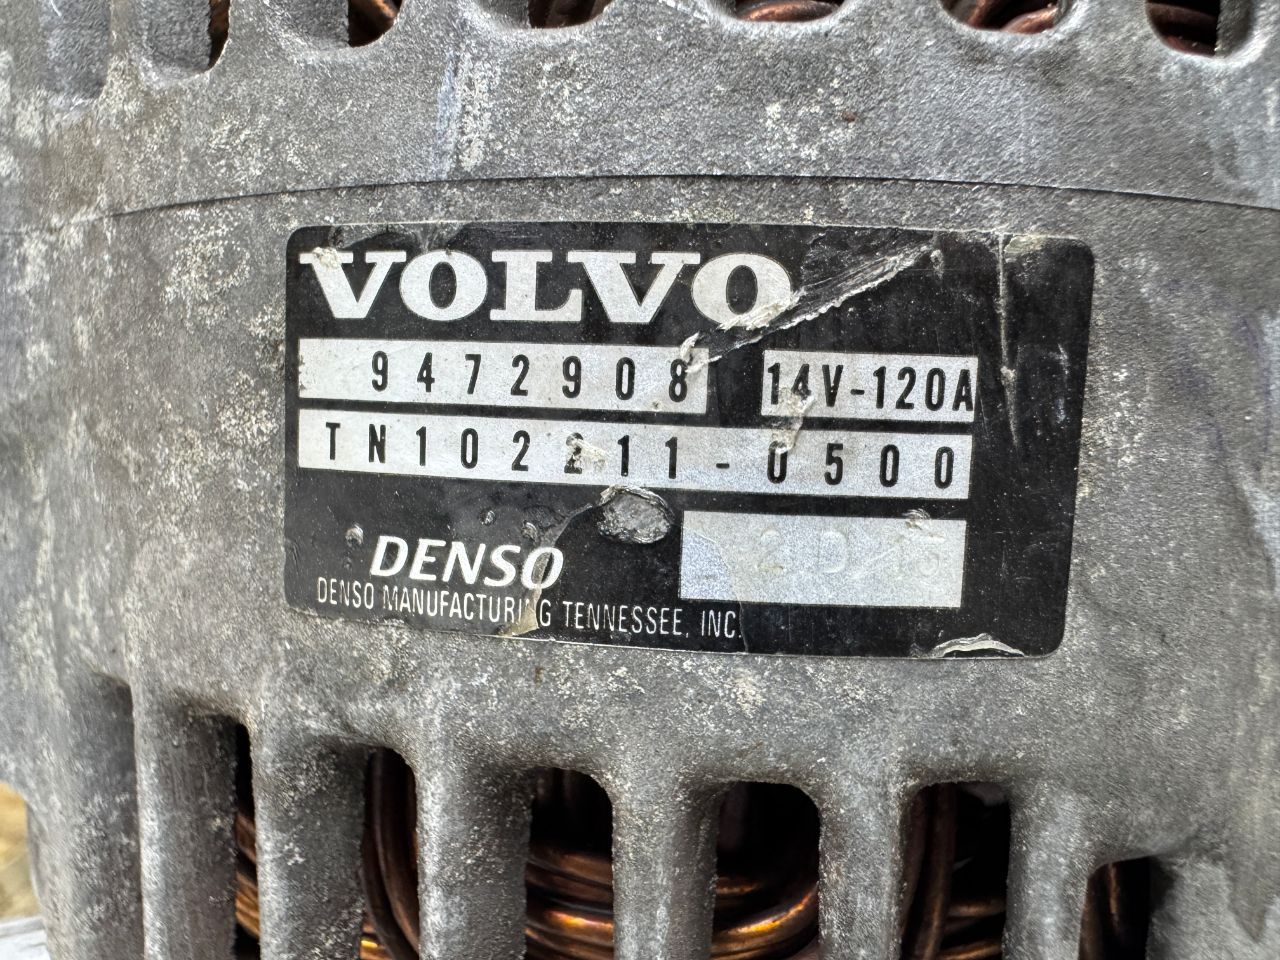 VOLVO
9472908 14V-120A
TN102211-0500
DENSO
DENSO MANUFACTURING TENNESSEE, INC.